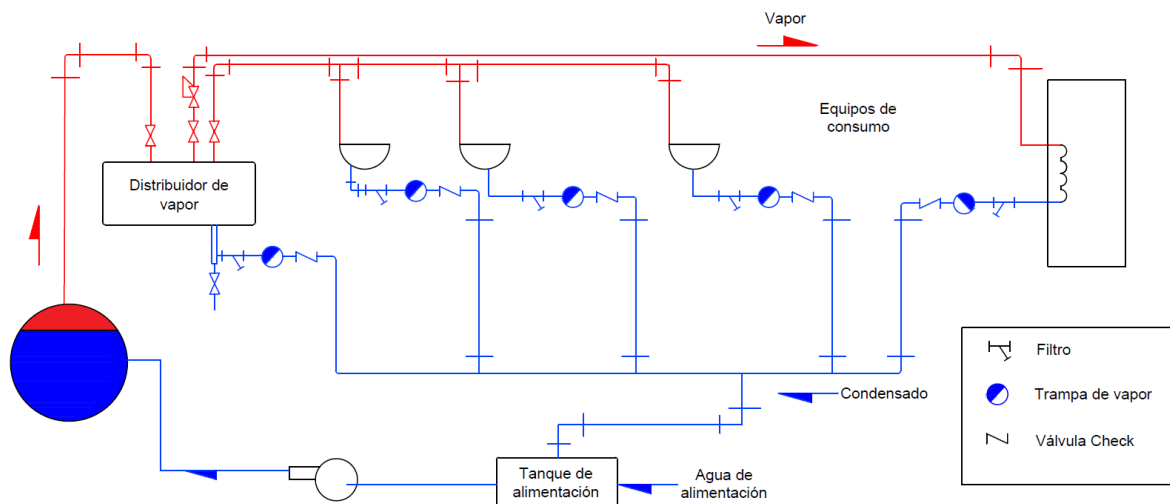 Vapor
Equipos de
consumo
Distribuidor de
vapor
Filtro
Trampa de vapor
Condensado
Válvula Check
Tanque de
alimentación
Agua de
alimentación